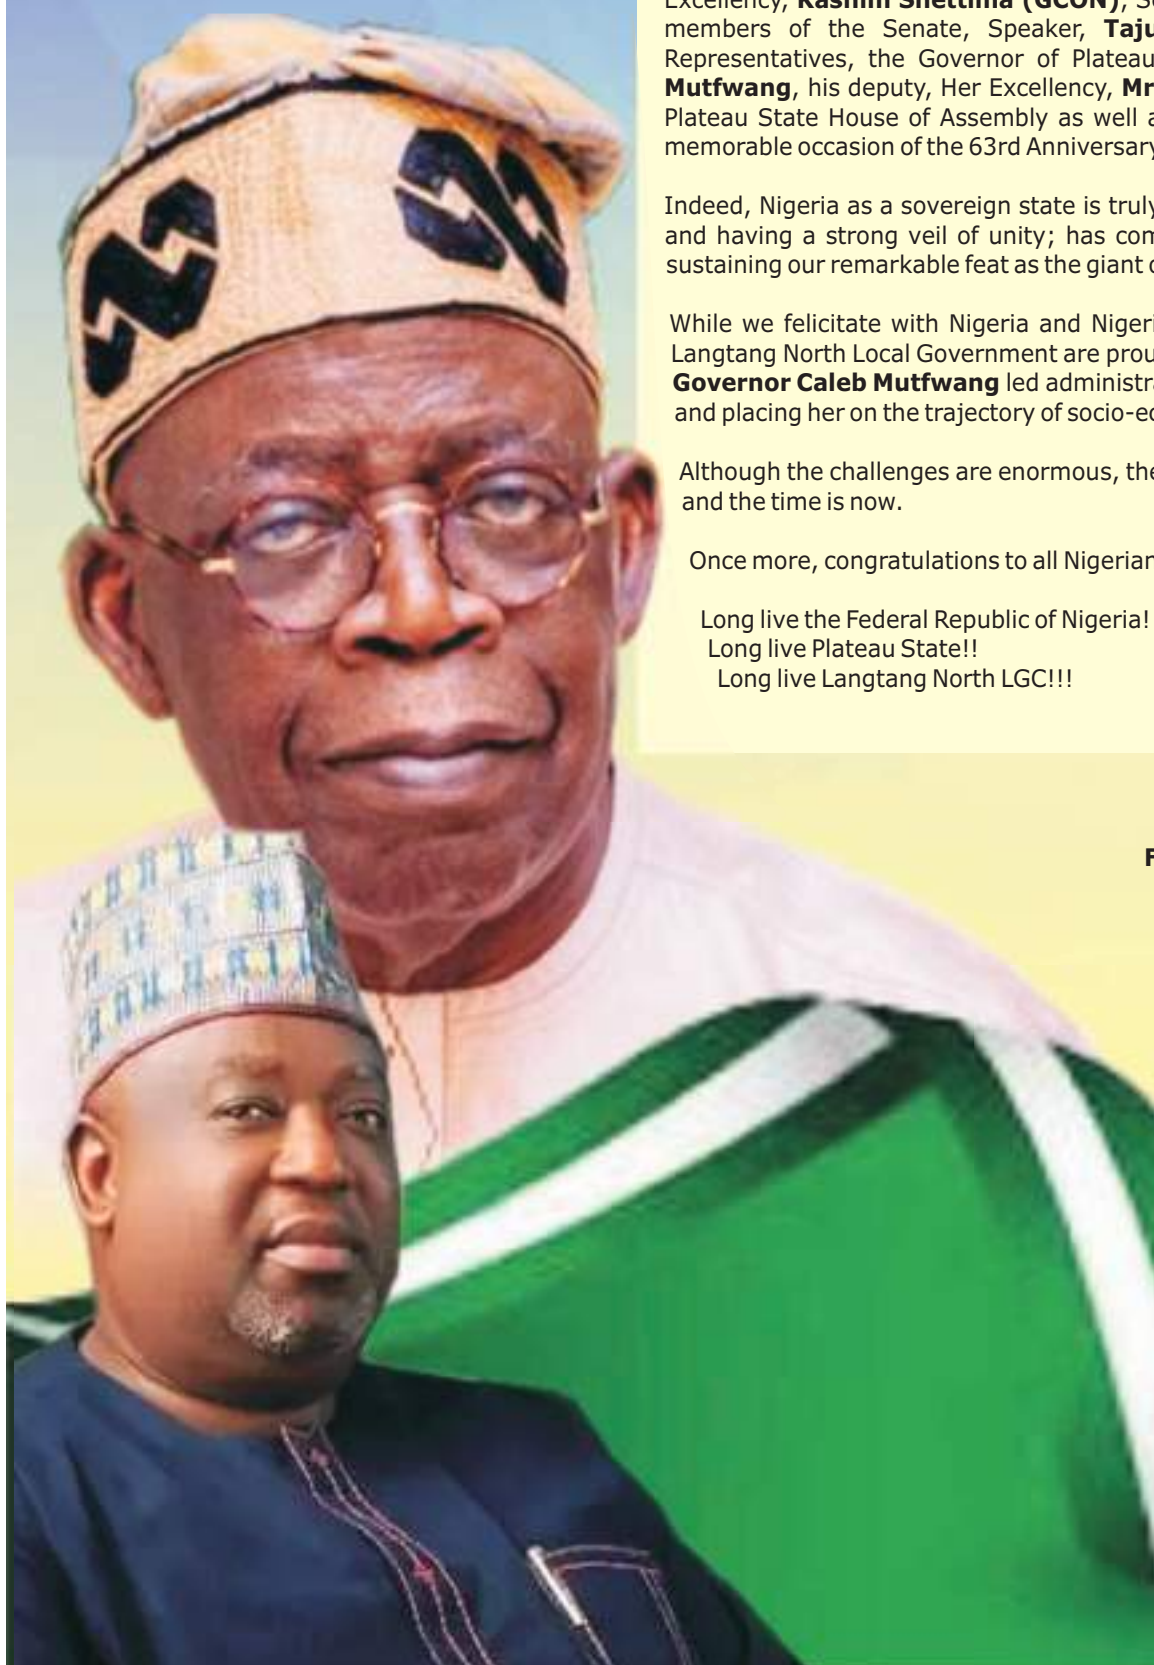 Excellency, Kashim Shettima (GCON), Se
members of the Senate, Speaker, Taju
Representatives, the Governor of Plateau
Mutfwang, his deputy, Her Excellency, Mr
Plateau State House of Assembly as well a
memorable occasion of the 63rd Anniversary
Indeed, Nigeria as a sovereign state is truly
and having a strong veil of unity; has com
sustaining our remarkable feat as the giant o
While we felicitate with Nigeria and Nigeri
Langtang North Local Government are prou
Governor Caleb Mutfwang led administra
and placing her on the trajectory of socio-ec
Although the challenges are enormous, the
and the time is now.
Once more, congratulations to all Nigerian
Long live the Federal Republic of Nigeria!
Long live Plateau State!!
Long live Langtang North LGC!!!
F